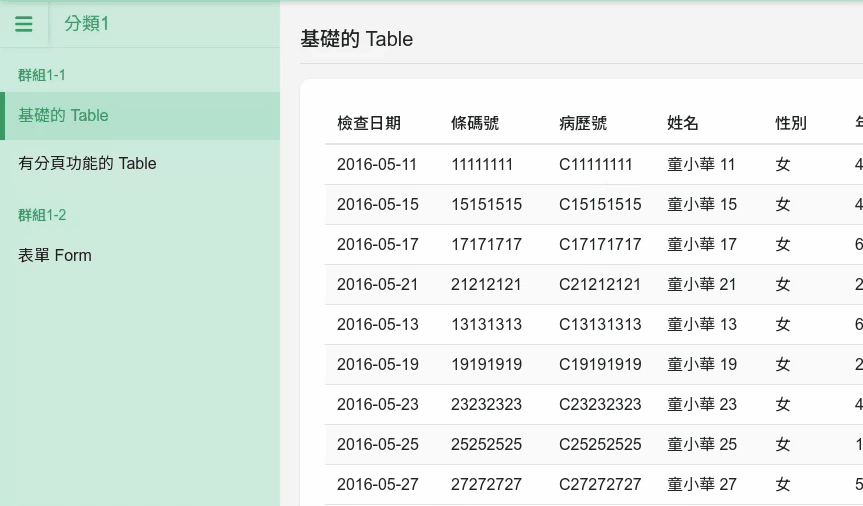 分類1
群組1-1
基礎的 Table
有分頁功能的 Table
群組1-2
表單 Form
基礎的 Table
檢查日期 條碼號 病歷號 姓名 性別
2016-05-11 11111111 C11111111 童小華 11 女 4
2016-05-15 15151515 C15151515 童小華 15 女 4
2016-05-17 17171717 C17171717 童小華 17 女 6
2016-05-21 21212121 C21212121 童小華 21 女 2
2016-05-13 13131313 C13131313 童小華 13 女 6
2016-05-19 19191919 C19191919 童小華 19 女 2
2016-05-23 23232323 C23232323 童小華 23 女 4
2016-05-25 25252525 C25252525 童小華 25 女 1
2016-05-27 27272727 C27272727 童小華 27 女 5